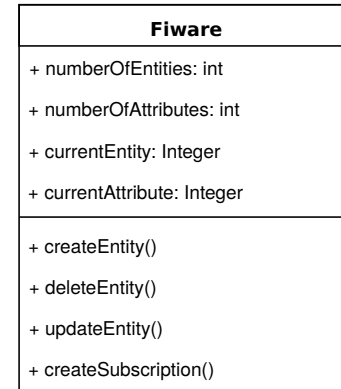 Fiware
+ numberOfEntities: int
+ numberOfAttributes: int
+ currentEntity: Integer
+ currentAttribute: Integer
+ createEntity()
+ deleteEntity()
+ updateEntity()
+ createSubscription()